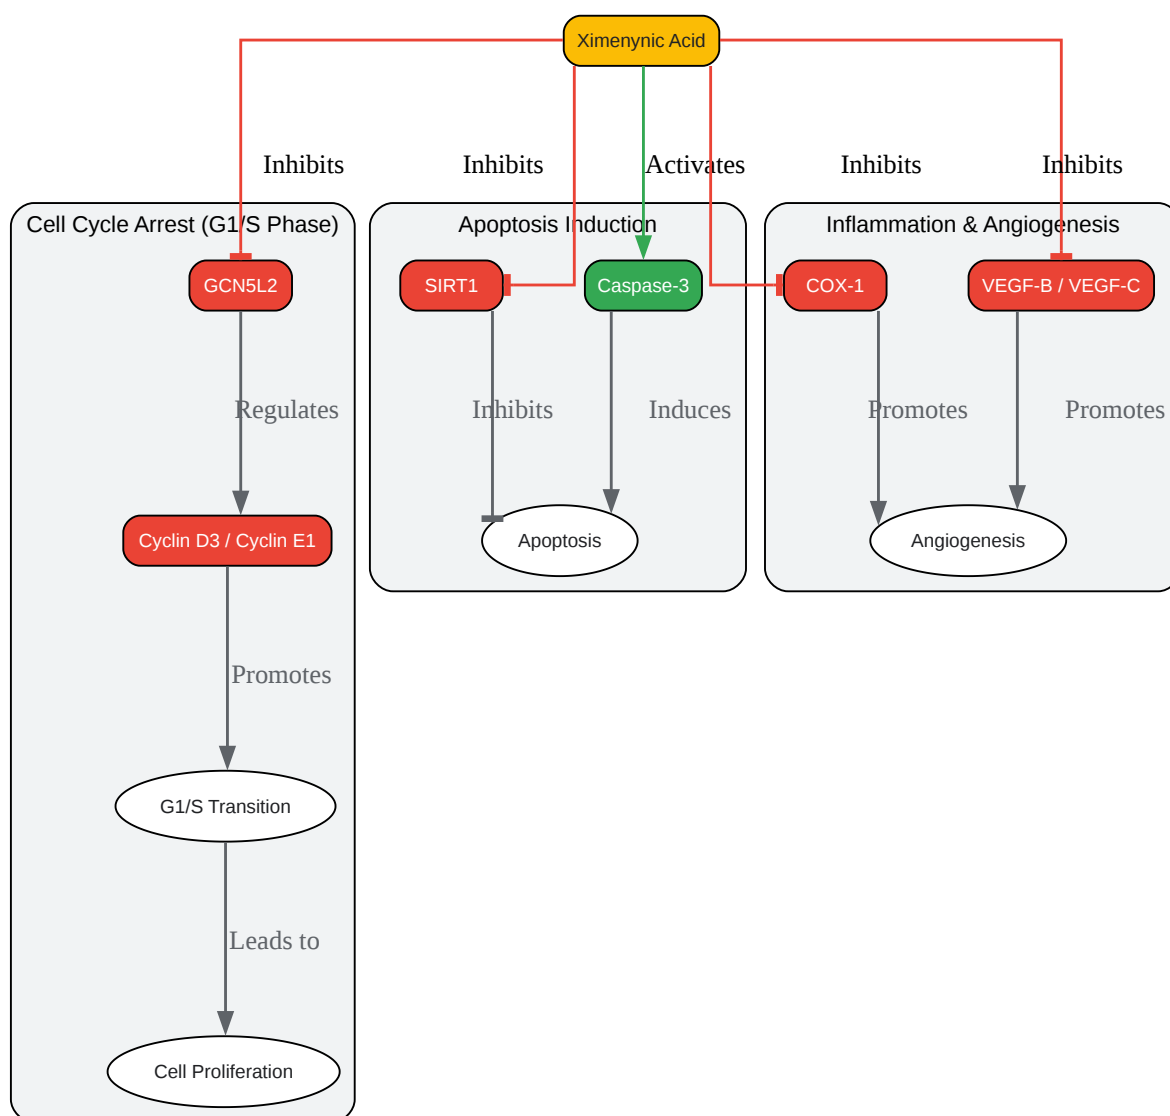 Ximenynic Acid
Inhibits
Inhibits
Activates
Inhibits
Inhibits
Cell Cycle Arrest (G1/S Phase)
Apoptosis Induction
Inflammation & Angiogenesis
GCN5L2
SIRT1
Caspase-3
COX-1
VEGF-B / VEGF-C
Regulates
Inhibits
Induces
Promotes
Promotes
Cyclin D3 / Cyclin E1
Apoptosis
Angiogenesis
Promotes
G1/S Transition
Leads to
Cell Proliferation